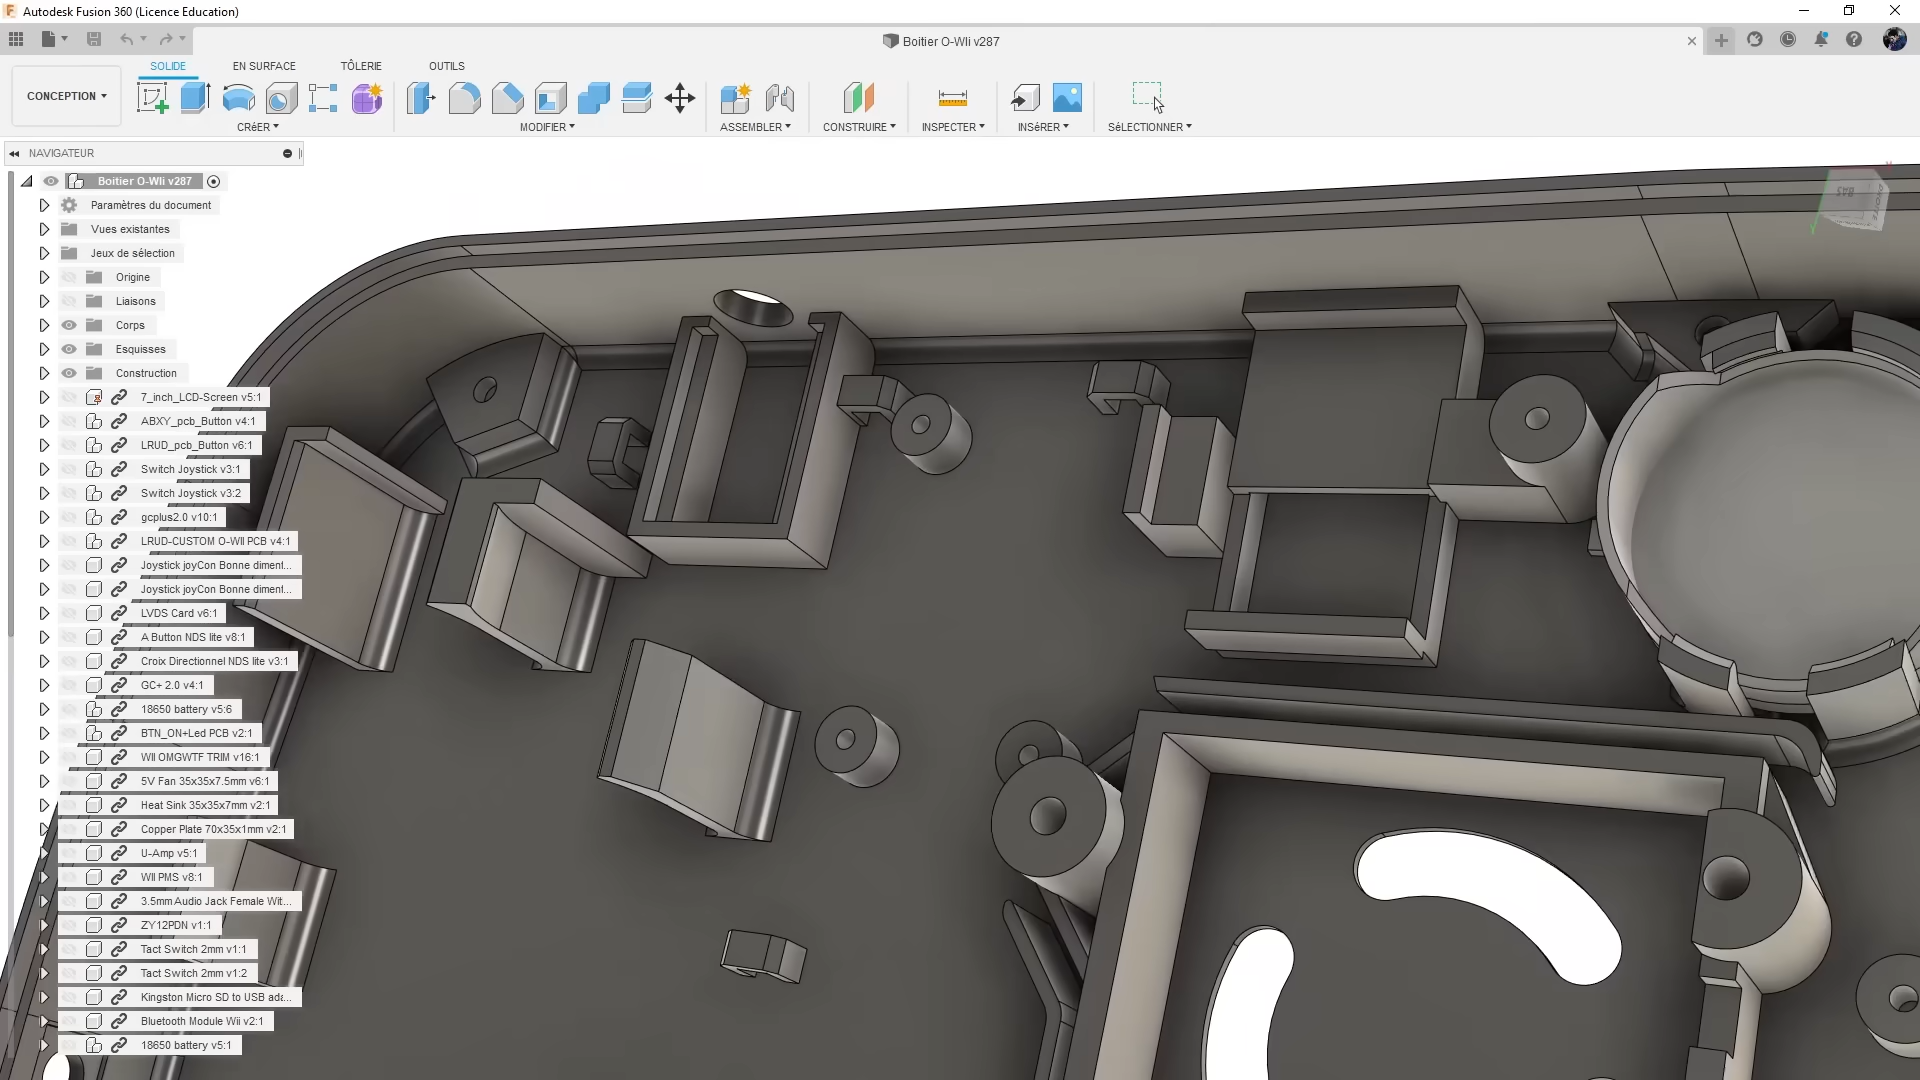 Autodesk Fusion 360 (Licence Education)
Boitier O-WIi v287
SOLIDE EN SURFACE TÔLERIE OUTILS
CONCEPTION
CRéER MODIFIER ASSEMBLER CONSTRUIRE INSPECTER INSéRER SéLECTIONNER
NAVIGATEUR
Boitier O-WIi v287
Paramètres du document
Vues existantes
Jeux de sélection
Origine
Liaisons
Corps
Esquisses
Construction
7_inch_LCD-Screen v5:1
ABXY_pcb_Button v4:1
LRUD_pcb_Button v6:1
Switch Joystick v3:1
Switch Joystick v3:2
gcplus2.0 v10:1
LRUD-CUSTOM O-WII PCB v4:1
Joystick joyCon Bonne diment...
Joystick joyCon Bonne diment...
LVDS Card v6:1
A Button NDS lite v8:1
Croix Directionnel NDS lite v3:1
GC+ 2.0 v4:1
18650 battery v5:6
BTN_ON+Led PCB v2:1
WII OMGWTF TRIM v16:1
5V Fan 35x35x7.5mm v6:1
Heat Sink 35x35x7mm v2:1
Copper Plate 70x35x1mm v2:1
U-Amp v5:1
WII PMS v8:1
3.5mm Audio Jack Female Wit...
ZY12PDN v1:1
Tact Switch 2mm v1:1
Tact Switch 2mm v1:2
Kingston Micro SD to USB ada...
Bluetooth Module Wii v2:1
18650 battery v5:1